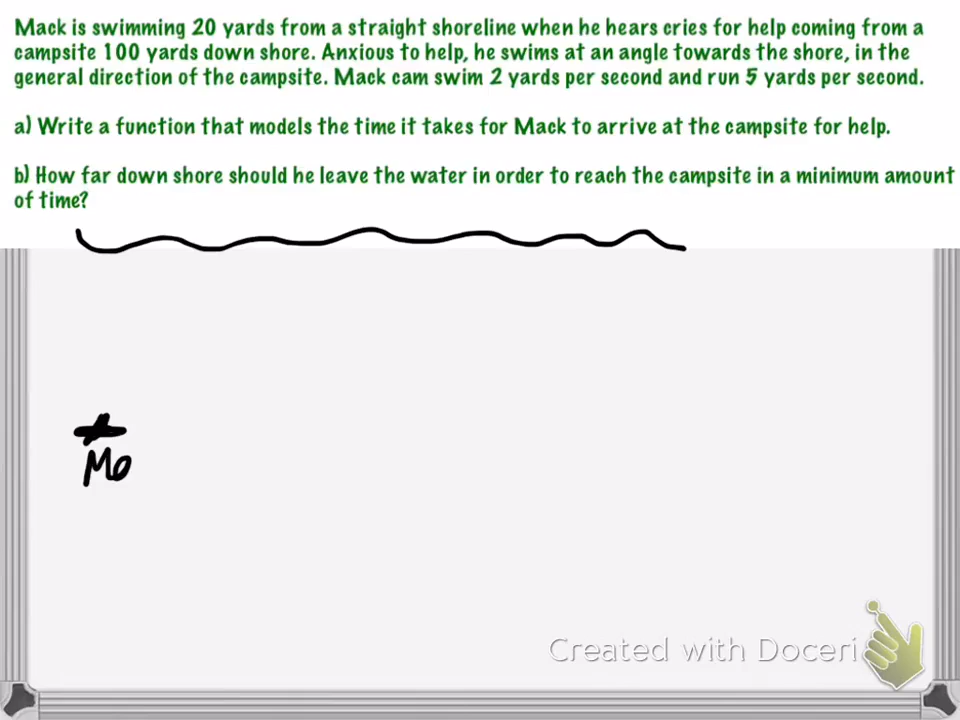 Mack is swimming 20 yards from a straight shoreline when he hears cries for help coming from a
campsite 100 yards down shore. Anxious to help, he swims at an angle towards the shore, in the
general direction of the campsite. Mack cam swim 2 yards per second and run 5 yards per second.
a) Write a function that models the time it takes for Mack to arrive at the campsite for help.
b) How far down shore should he leave the water in order to reach the campsite in a minimum amount
of time?
Mo
Created with Doceri